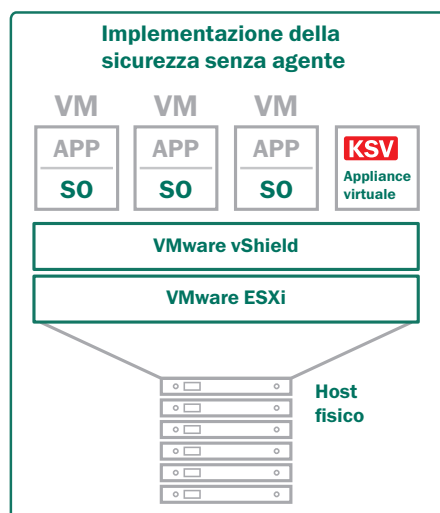 Implementazione della
sicurezza senza agente
VM VM VM
APP APP APP KSV
SO SO SO Appliance
virtuale
VMware vShield
VMware ESXi
Host
fisico